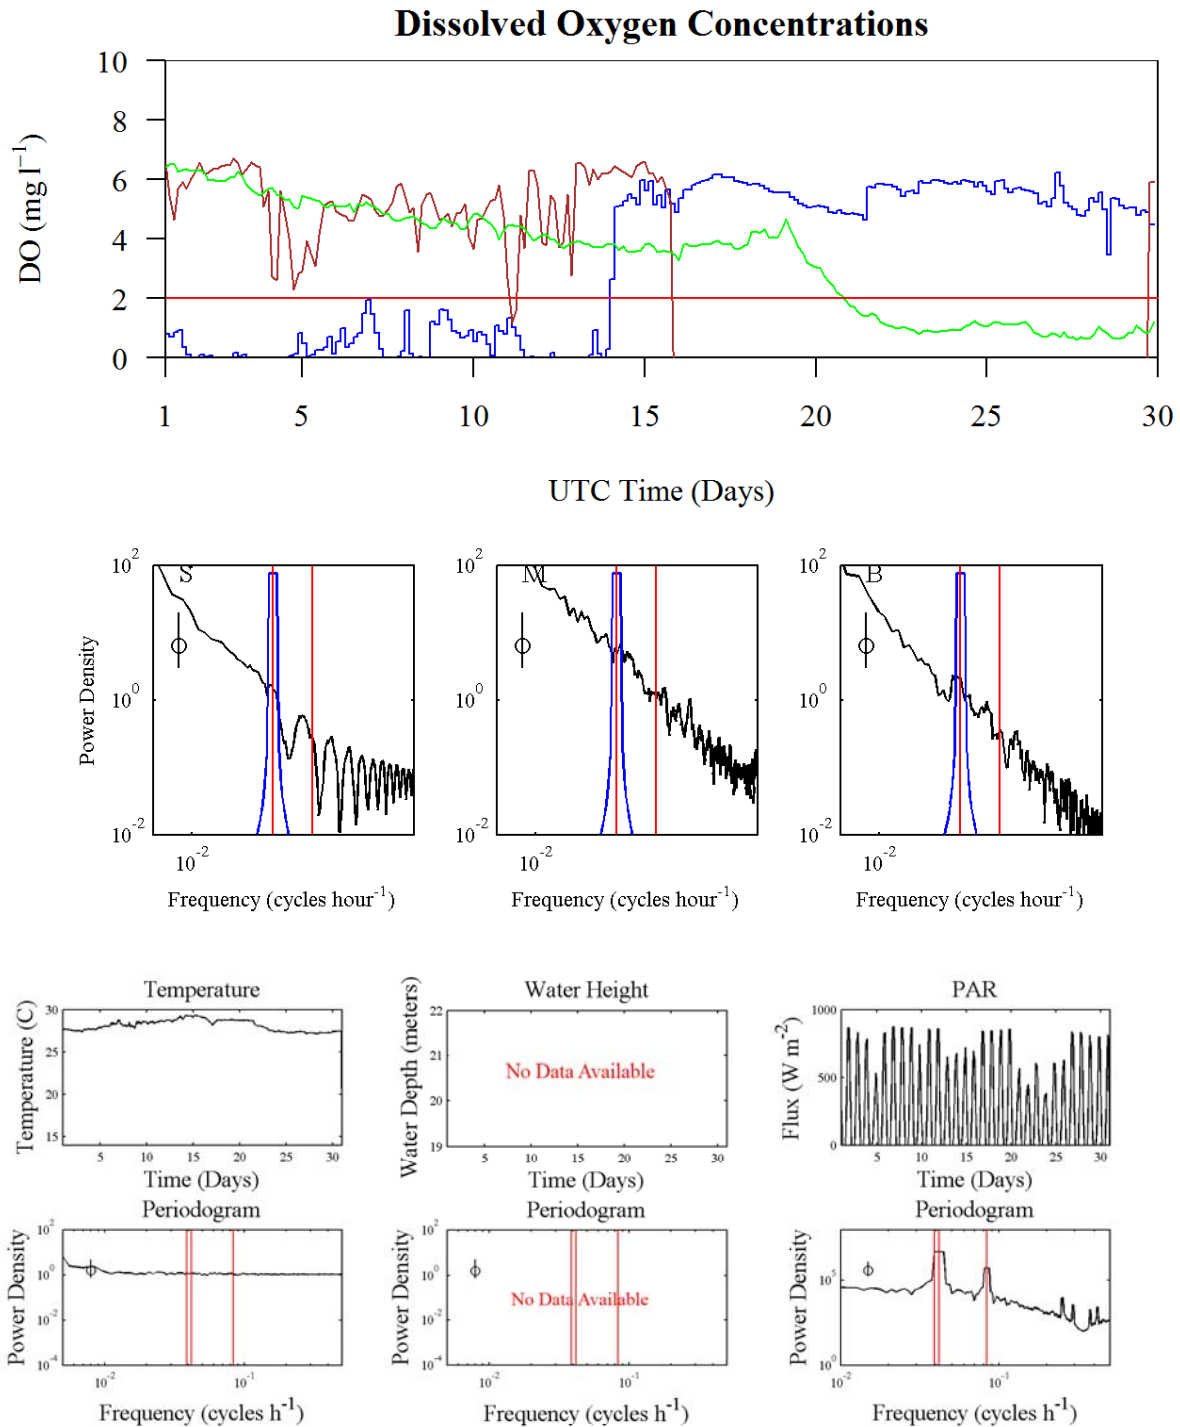 Dissolved Oxygen Concentrations
DO (mg l⁻¹)
10
8
6
4
2
0
1 5 10 15 20 25 30
UTC Time (Days)
Power Density
10² 10⁰ 10⁻²
S
Φ
10⁻²
Frequency (cycles hour⁻¹)
10² 10⁰ 10⁻²
M
Φ
10⁻²
Frequency (cycles hour⁻¹)
10² 10⁰ 10⁻²
B
Φ
10⁻²
Frequency (cycles hour⁻¹)
Temperature
Temperature (C)
30 25 20 15
5 10 15 20 25 30
Time (Days)
Water Height
Water Depth (meters)
22 21 20 19
No Data Available
5 10 15 20 25 30
Time (Days)
PAR
Flux (W m⁻²)
1000 500 0
5 10 15 20 25 30
Time (Days)
Periodogram
Power Density
10² 10⁰ 10⁻² 10⁻⁴
Φ
10⁻² 10⁻¹
Frequency (cycles h⁻¹)
Periodogram
Power Density
10² 10⁰ 10⁻² 10⁻⁴
Φ
No Data Available
10⁻² 10⁻¹
Frequency (cycles h⁻¹)
Periodogram
Power Density
10⁵ 10⁰
Φ
10⁻² 10⁻¹
Frequency (cycles h⁻¹)